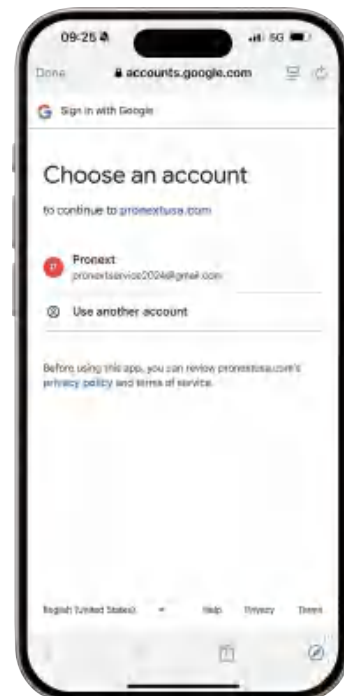 09:25
5G
Done
accounts.google.com
G Sign in with Google
Choose an account
to continue to pronextusa.com
P Pronext
pronextservice2024@gmail.com
Use another account
Before using this app, you can review pronextusa.com's
privacy policy and terms of service.
English (United States)
Help
Privacy
Terms